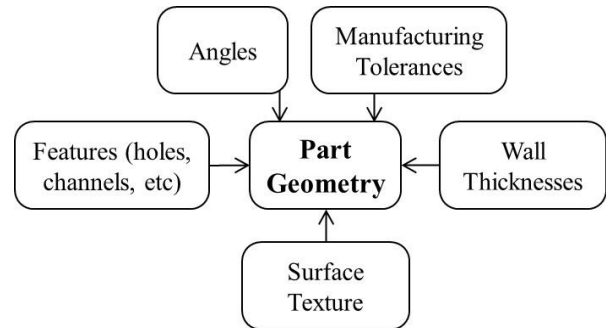 Angles
Manufacturing
Tolerances
Features (holes,
channels, etc)
Part
Geometry
Wall
Thicknesses
Surface
Texture